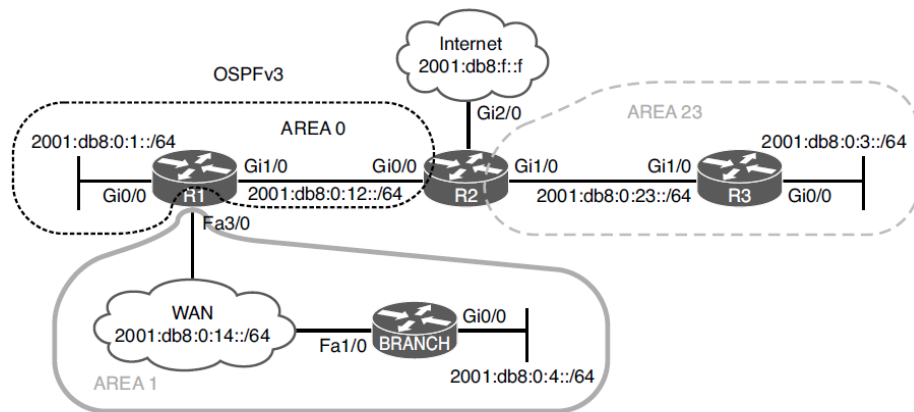 Internet
2001:db8:f::f
OSPFv3
Gi2/0
AREA 23
AREA 0
2001:db8:0:1::/64
2001:db8:0:3::/64
Gi1/0
Gi0/0
Gi1/0
Gi1/0
Gi0/0
R1
2001:db8:0:12::/64
R2
2001:db8:0:23::/64
R3
Gi0/0
Fa3/0
WAN
2001:db8:0:14::/64
Gi0/0
Fa1/0
BRANCH
AREA 1
2001:db8:0:4::/64